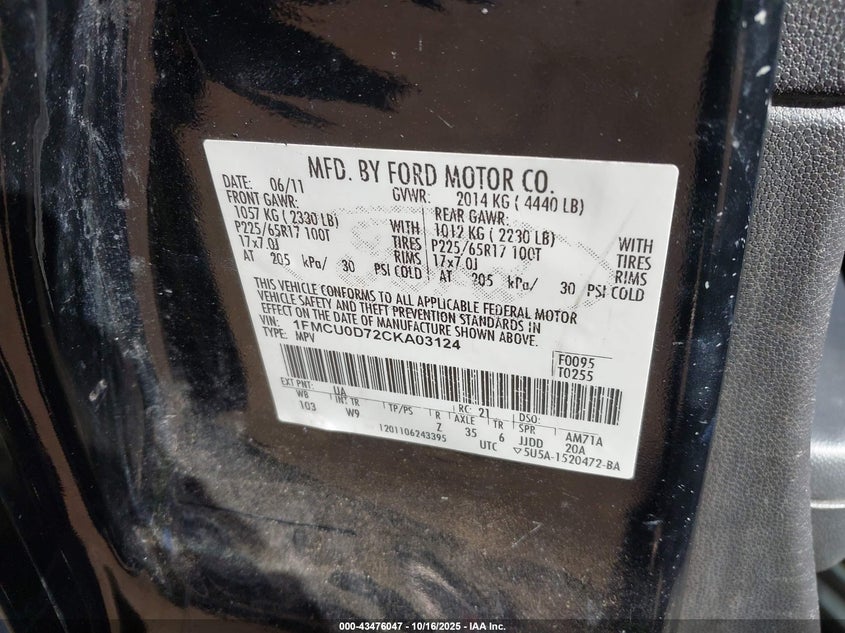 MFD. BY FORD MOTOR CO.
DATE: 06/11 GVWR: 2014 KG ( 4440 LB)
FRONT GAWR: REAR GAWR:
1057 KG ( 2330 LB) WITH 1012 KG ( 2230 LB) WITH
P225/65R17 100T TIRES P225/65R17 100T TIRES
17x7.0J RIMS 17x7.0J RIMS
AT 205 kPa/ 30 PSI COLD AT 205 kPa/ 30 PSI COLD
THIS VEHICLE CONFORMS TO ALL APPLICABLE FEDERAL MOTOR
VEHICLE SAFETY AND THEFT PREVENTION STANDARDS IN
EFFECT ON THE DATE OF MANUFACTURE SHOWN ABOVE.
VIN: 1FMCU0D72CKA03124
TYPE: MPV
F0095
T0255
EXT PNT: UA RC: 21 DSO:
WB INT TR TP/PS R AXLE TR SPR AM71A
103 W9 Z 35 6 JJDD 20A
1201106243395 UTC ▽5U5A-1520472-BA
000-43476047 | 10/16/2025 - IAA Inc.